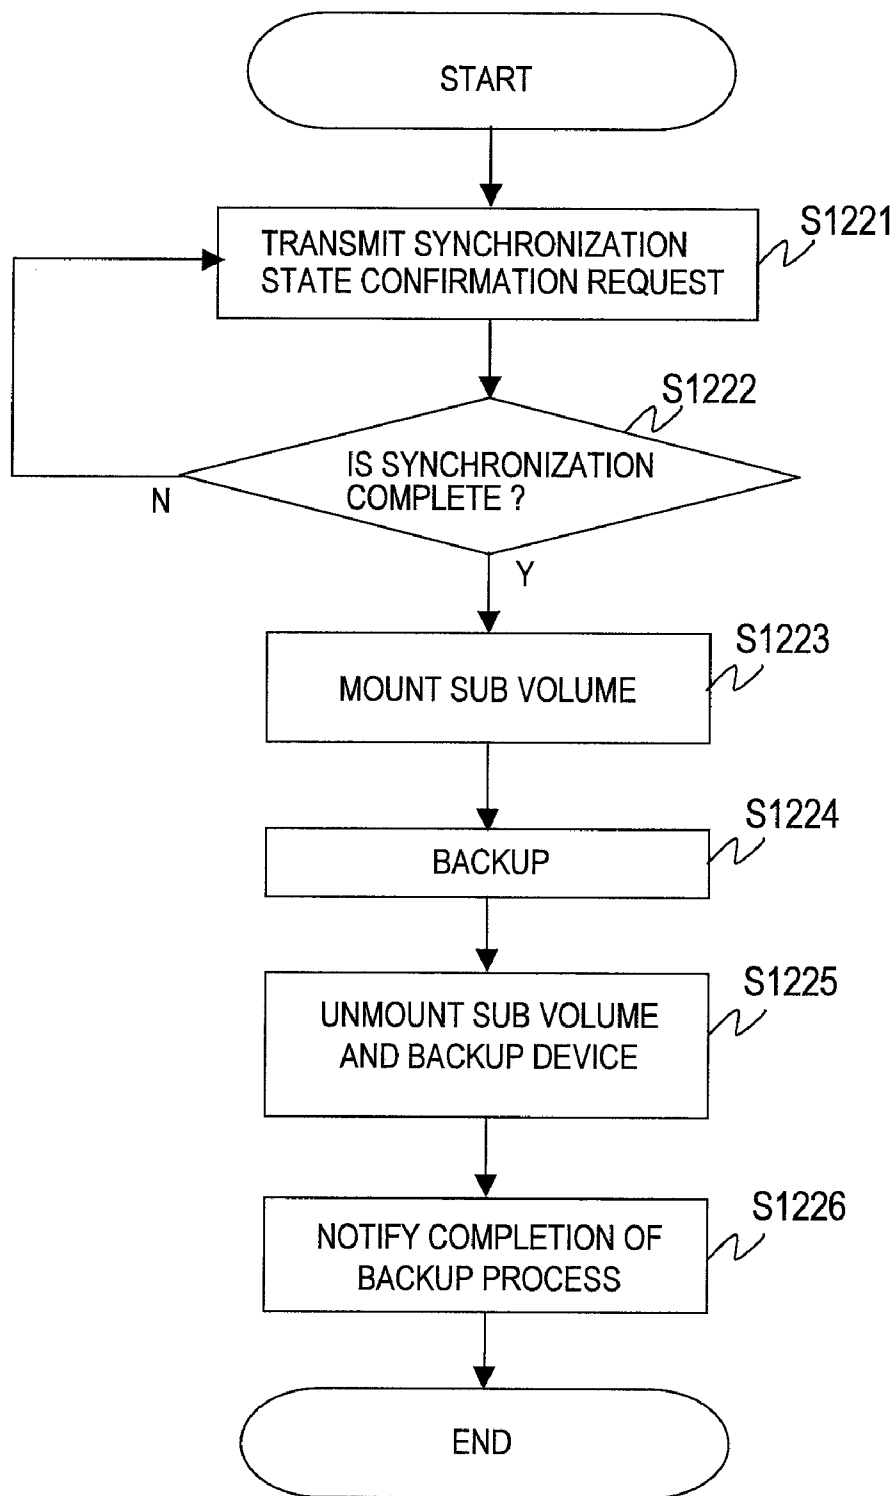 START
S1221
TRANSMIT SYNCHRONIZATION
STATE CONFIRMATION REQUEST
S1222
IS SYNCHRONIZATION
COMPLETE ?
N
Y
S1223
MOUNT SUB VOLUME
S1224
BACKUP
S1225
UNMOUNT SUB VOLUME
AND BACKUP DEVICE
S1226
NOTIFY COMPLETION OF
BACKUP PROCESS
END